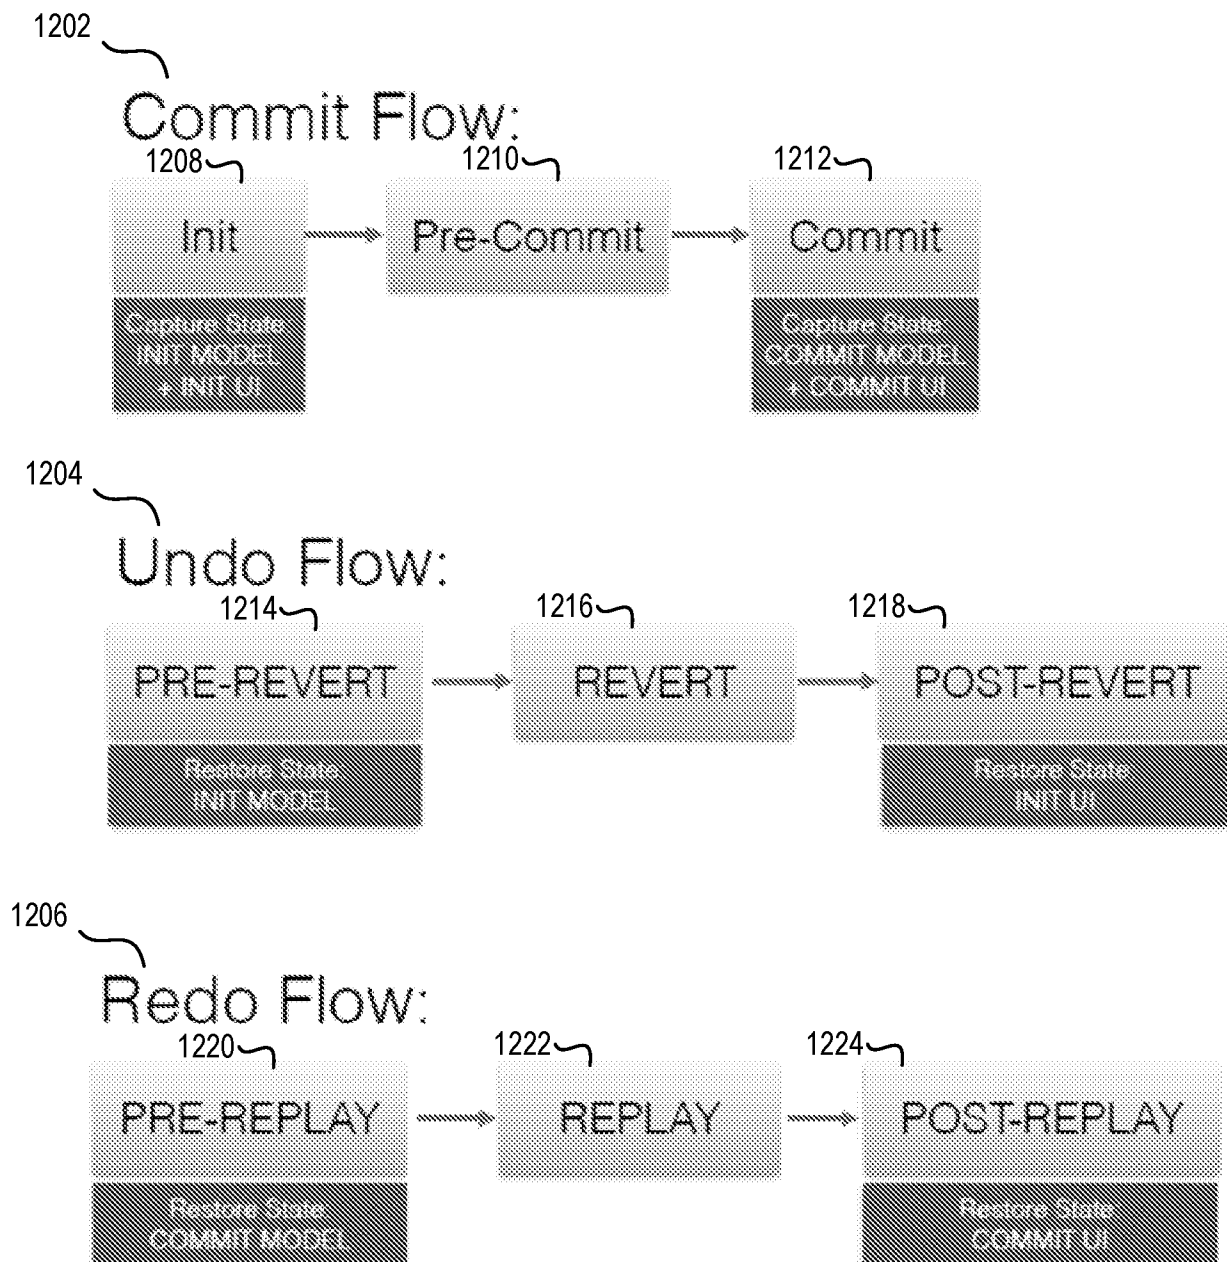 1202
Commit Flow:
1208
1210
1212
Init
Pre-Commit
Commit
Capture State
INIT MODEL
+ INIT UI
Capture State
COMMIT MODEL
+ COMMIT UI
1204
Undo Flow:
1214
1216
1218
PRE-REVERT
REVERT
POST-REVERT
Restore State
INIT MODEL
Restore State
INIT UI
1206
Redo Flow:
1220
1222
1224
PRE-REPLAY
REPLAY
POST-REPLAY
Restore State
COMMIT MODEL
Restore State
COMMIT UI